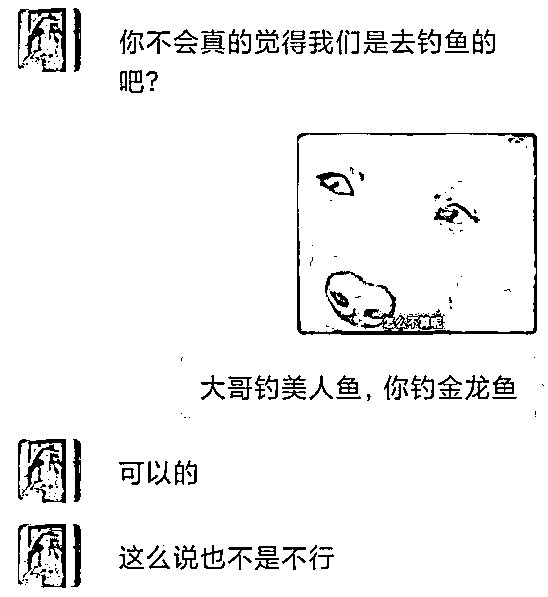 你不会真的觉得我们是去钓鱼的
吧?
大哥钓美人鱼,你钓金龙鱼
可以的
这么说也不是不行